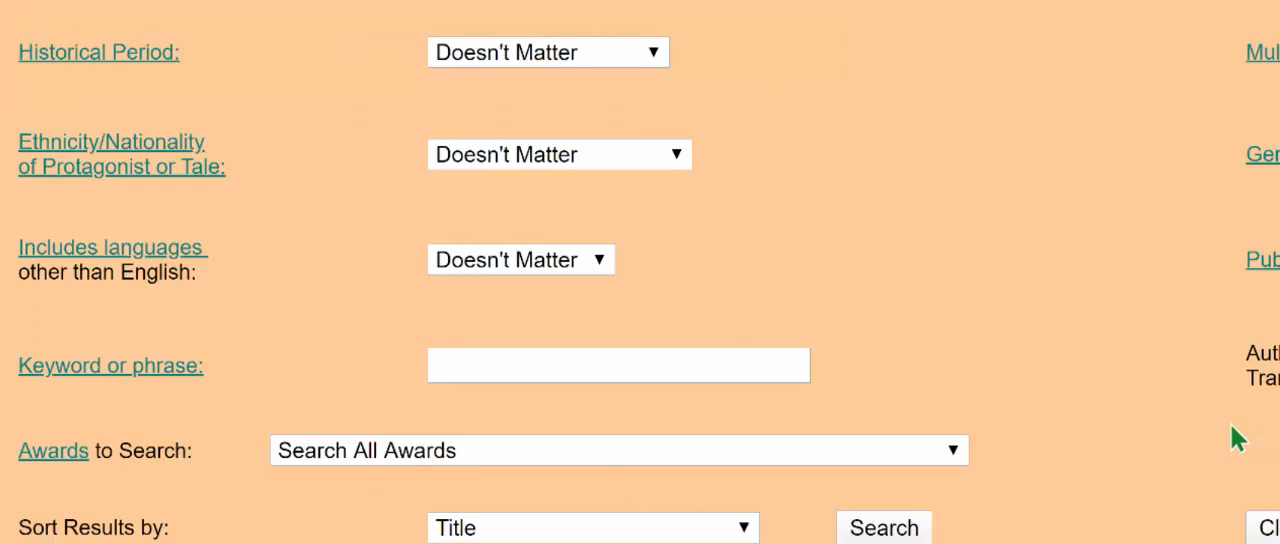 Historical Period: Doesn't Matter
Ethnicity/Nationality
of Protagonist or Tale: Doesn't Matter
Includes languages
other than English: Doesn't Matter
Keyword or phrase:
Awards to Search: Search All Awards
Sort Results by: Title Search